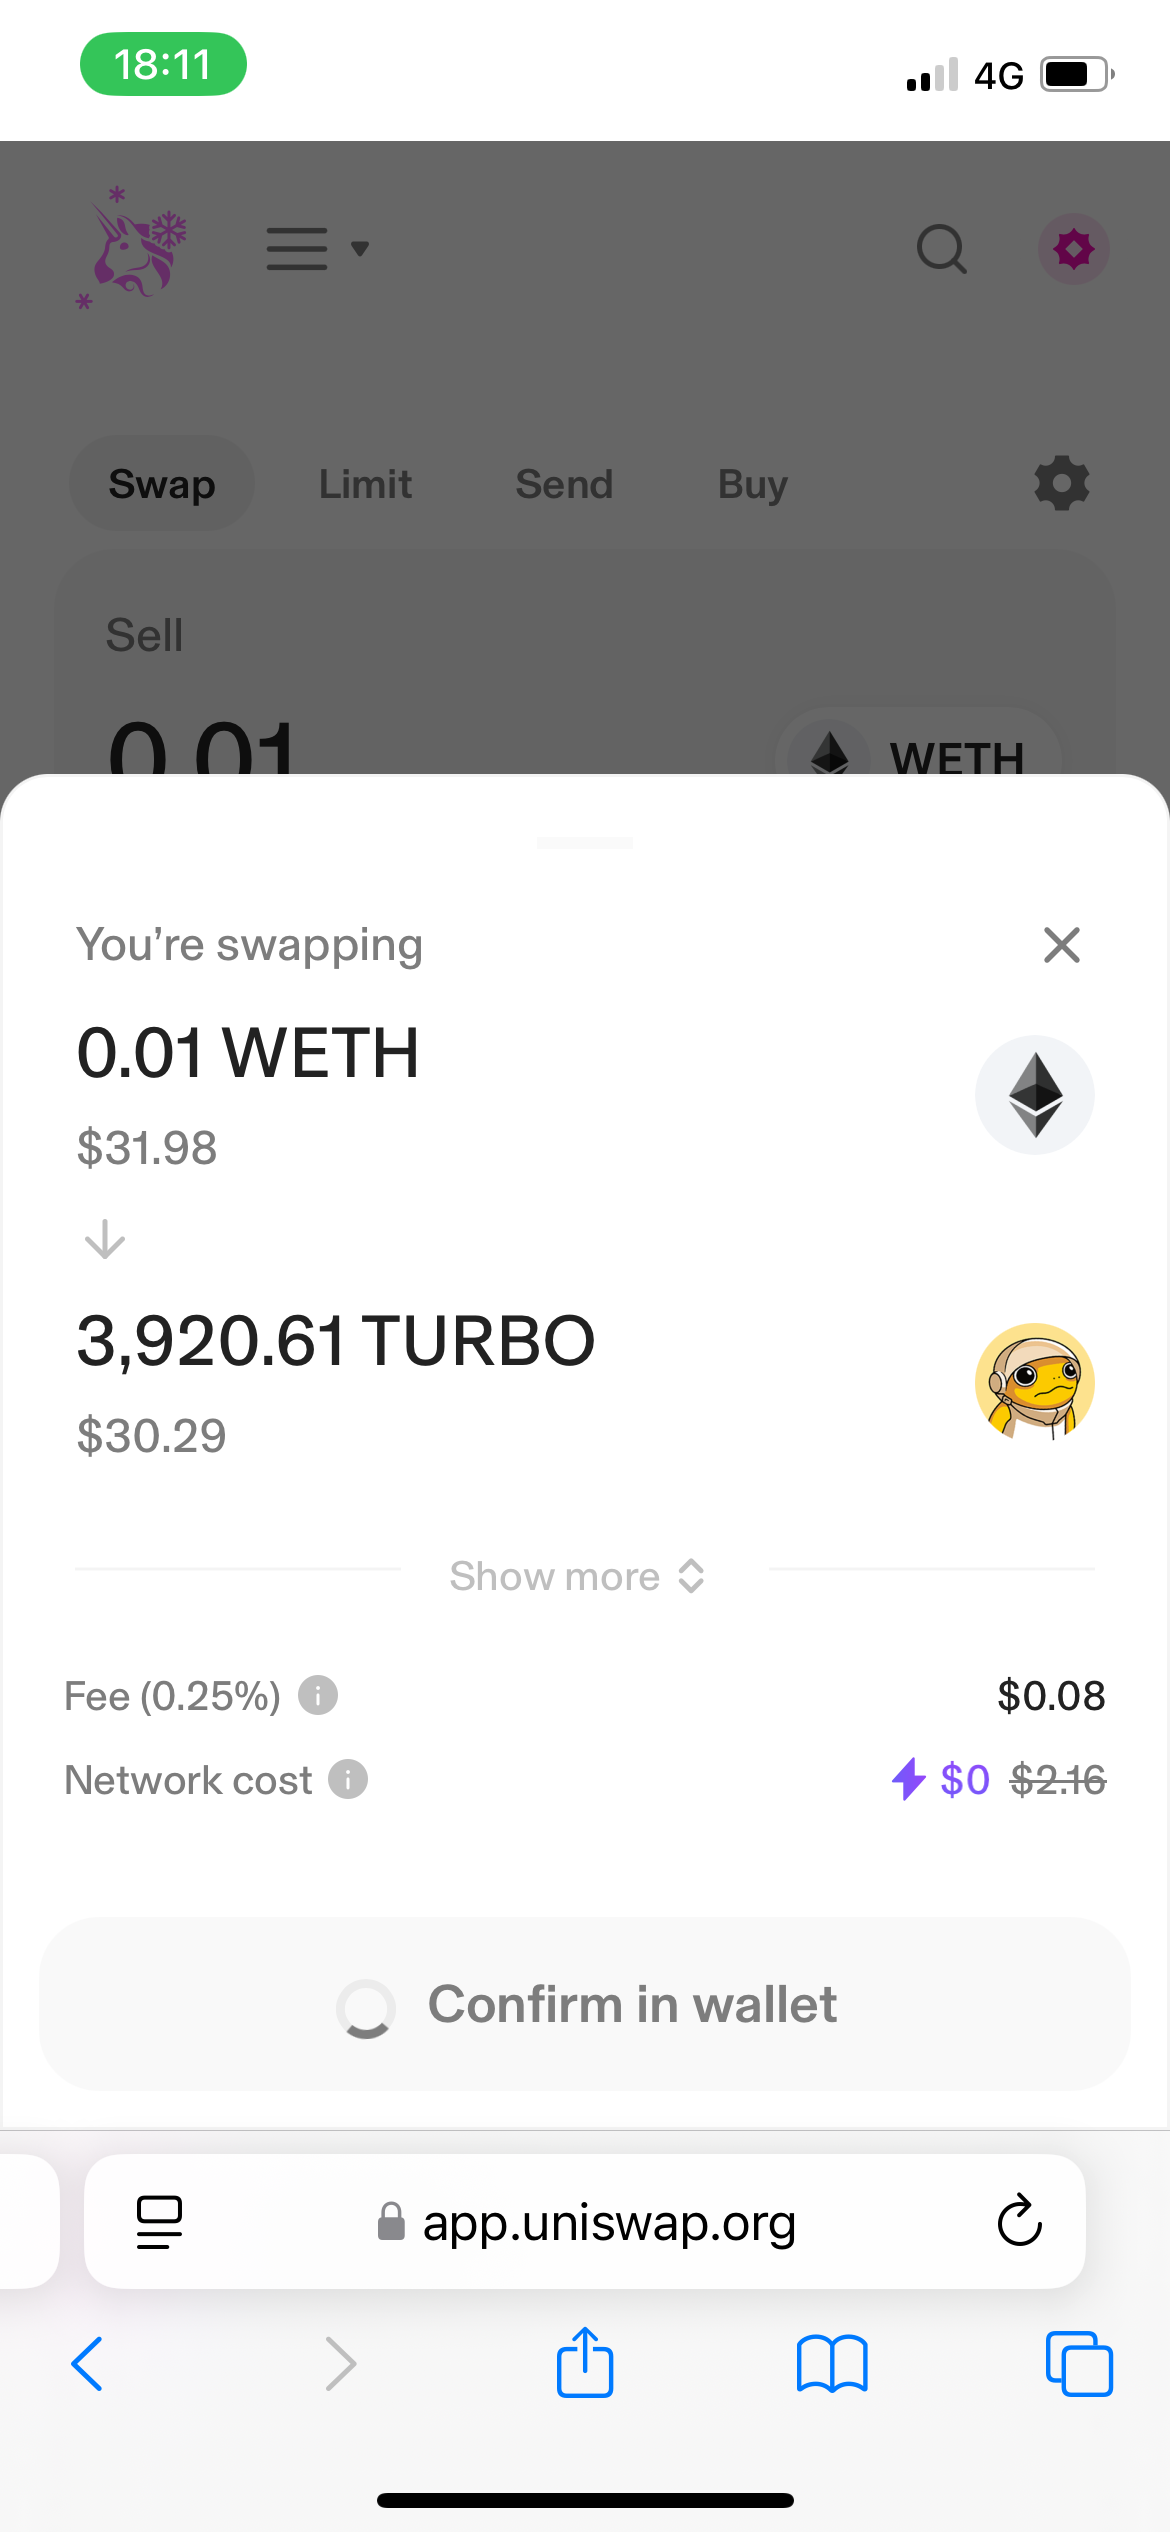 18:11
4G
Swap
Limit
Send
Buy
Sell
0.01
WETH
You’re swapping
0.01 WETH
$31.98
3,920.61 TURBO
$30.29
Show more
Fee (0.25%)
$0.08
Network cost
$0 $2.16
Confirm in wallet
app.uniswap.org